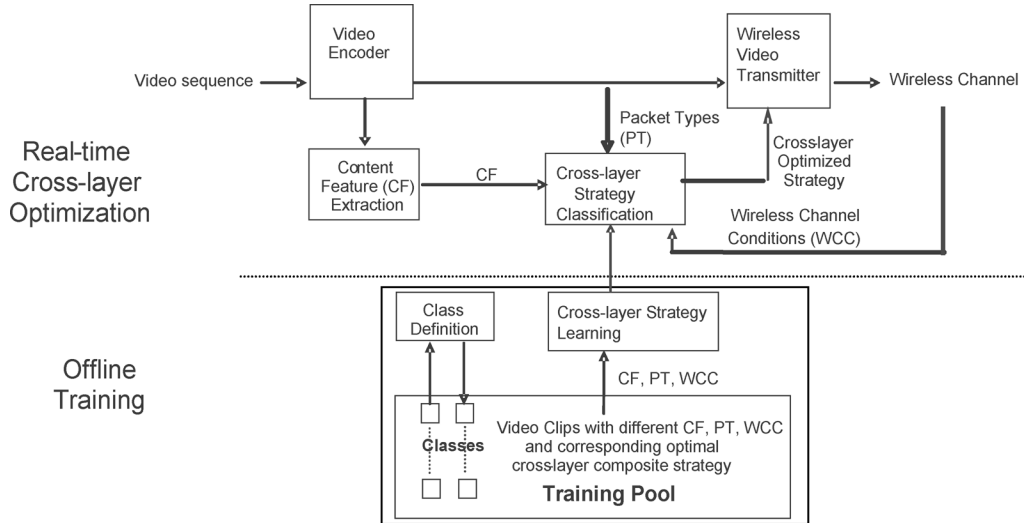 Video
Encoder
Wireless
Video
Transmitter
Video sequence
Wireless Channel
Packet Types
(PT)
Real-time
Cross-layer
Optimization
Content
Feature (CF)
Extraction
CF
Cross-layer
Strategy
Classification
Cross-layer
Optimized
Strategy
Wireless Channel
Conditions (WCC)
Class
Definition
Cross-layer Strategy
Learning
Offline
Training
CF, PT, WCC
Classes
Video Clips with different CF, PT, WCC
and corresponding optimal
cross-layer composite strategy
Training Pool